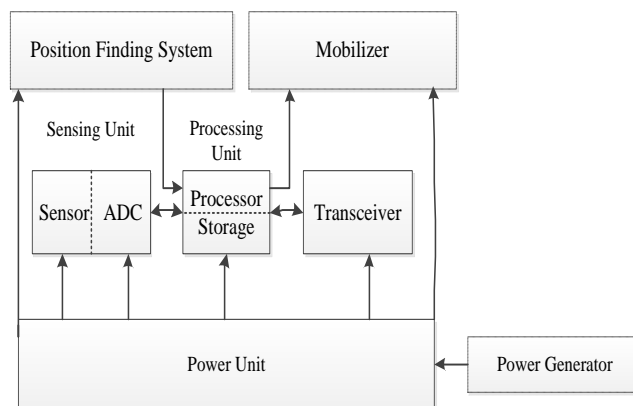 Position Finding System
Mobilizer
Sensing Unit
Processing
Unit
Sensor
ADC
Processor
Storage
Transceiver
Power Unit
Power Generator